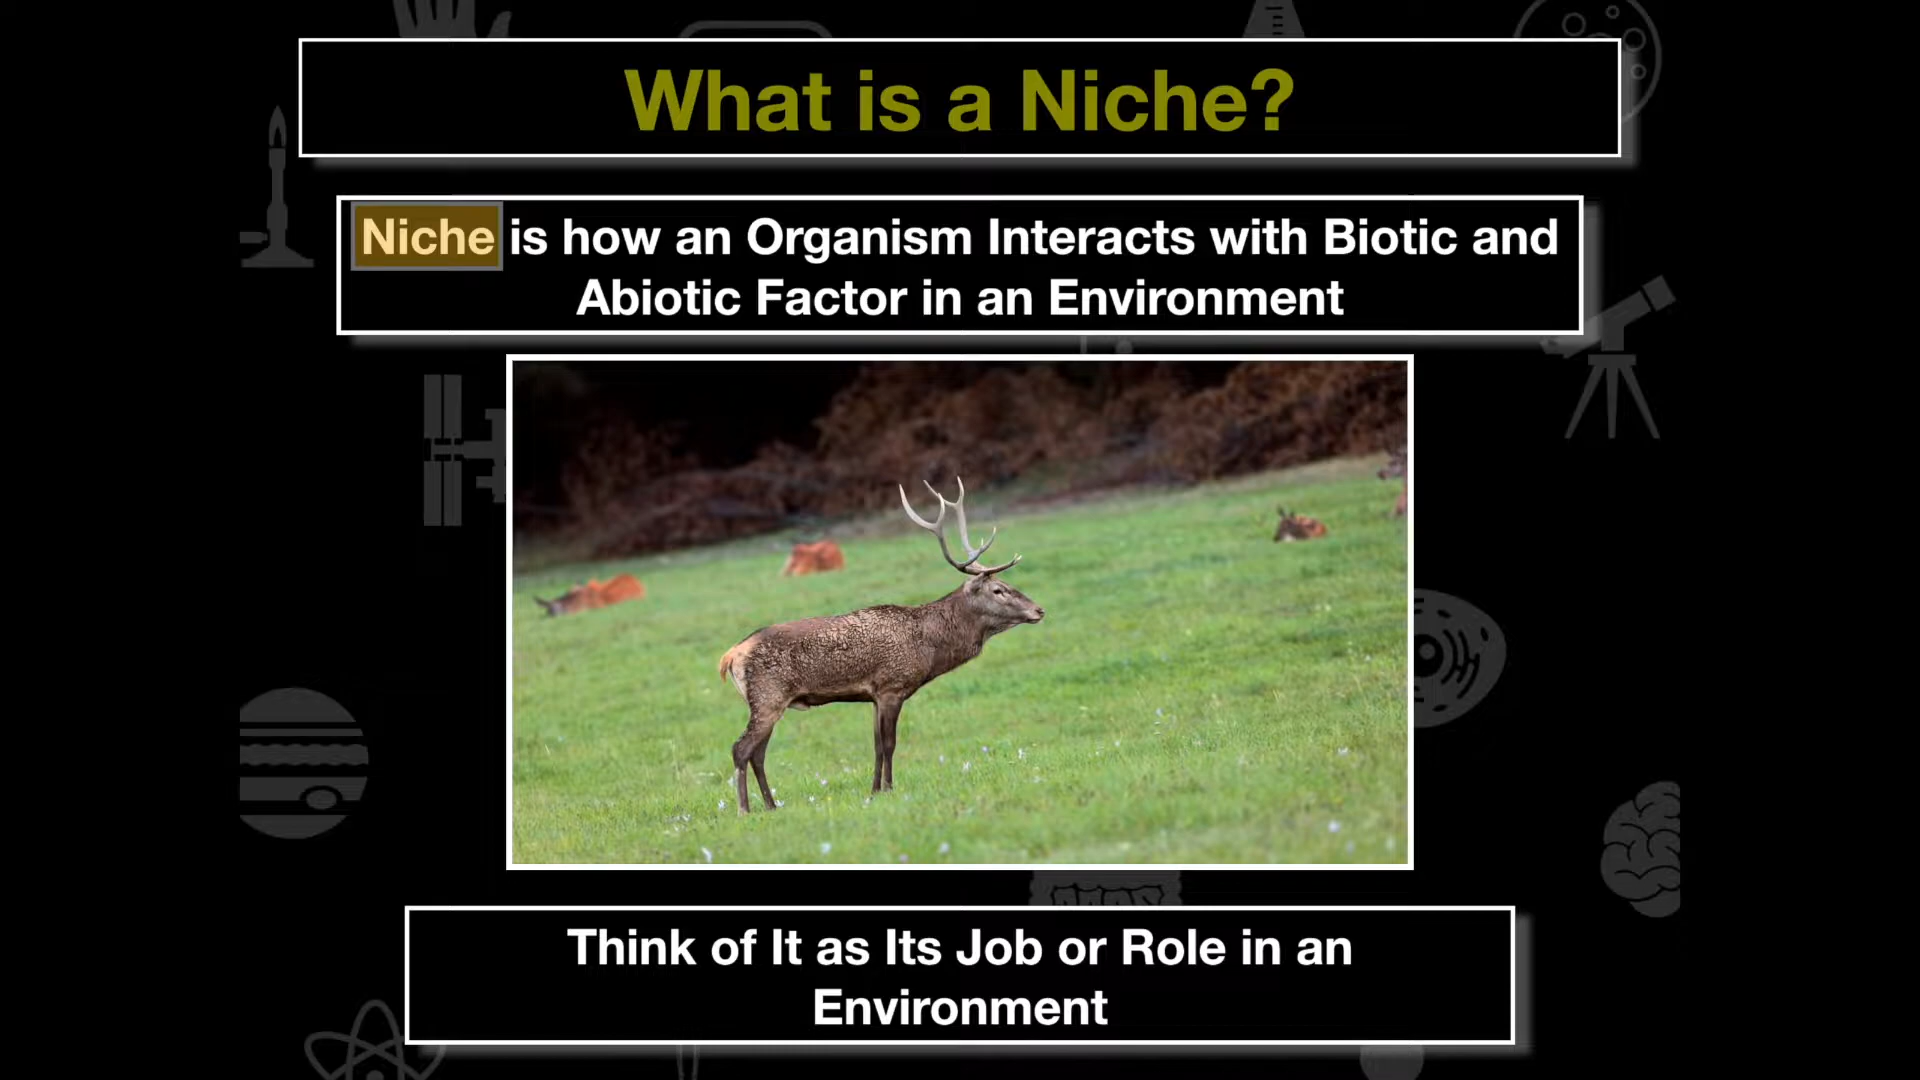 What is a Niche?
Niche is how an Organism Interacts with Biotic and
Abiotic Factor in an Environment
Think of It as Its Job or Role in an
Environment